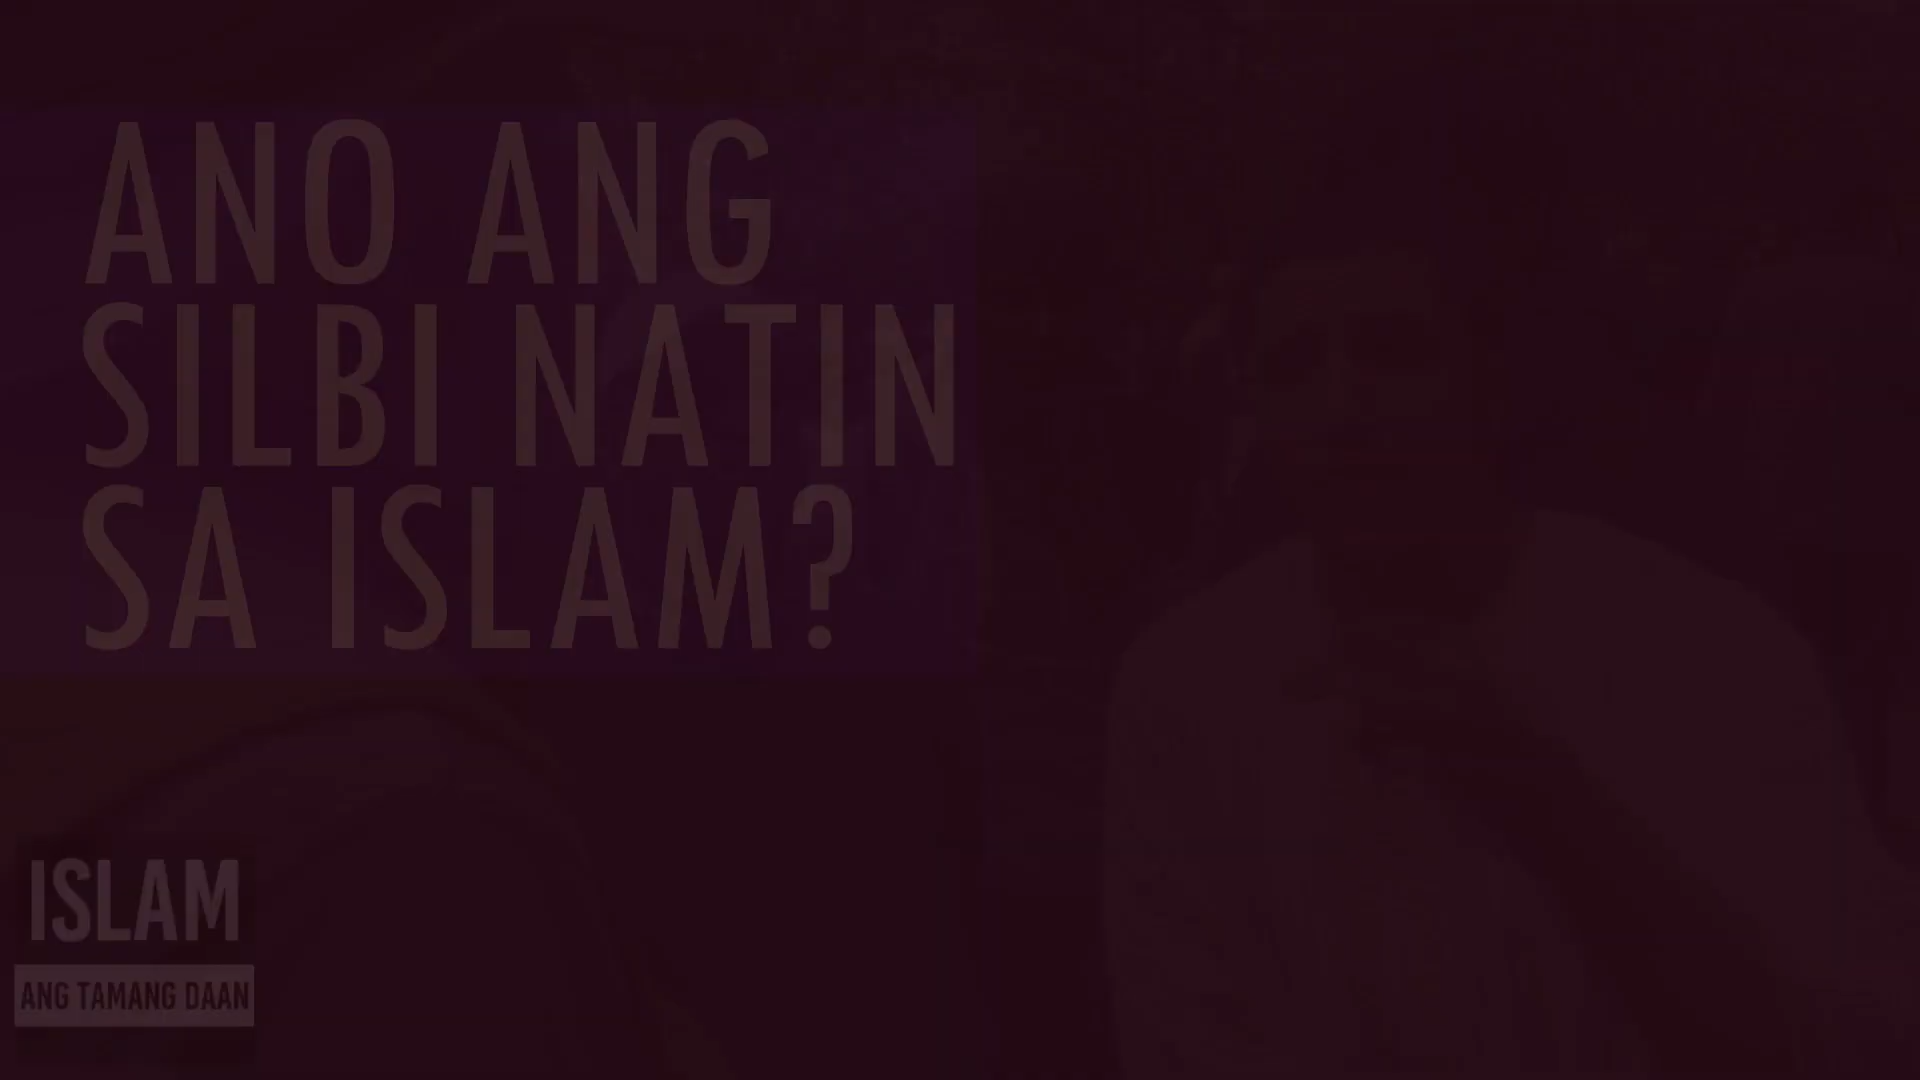 ANO ANG
SILBI NATIN
SA ISLAM?
ISLAM
ANG TAMANG DAAN